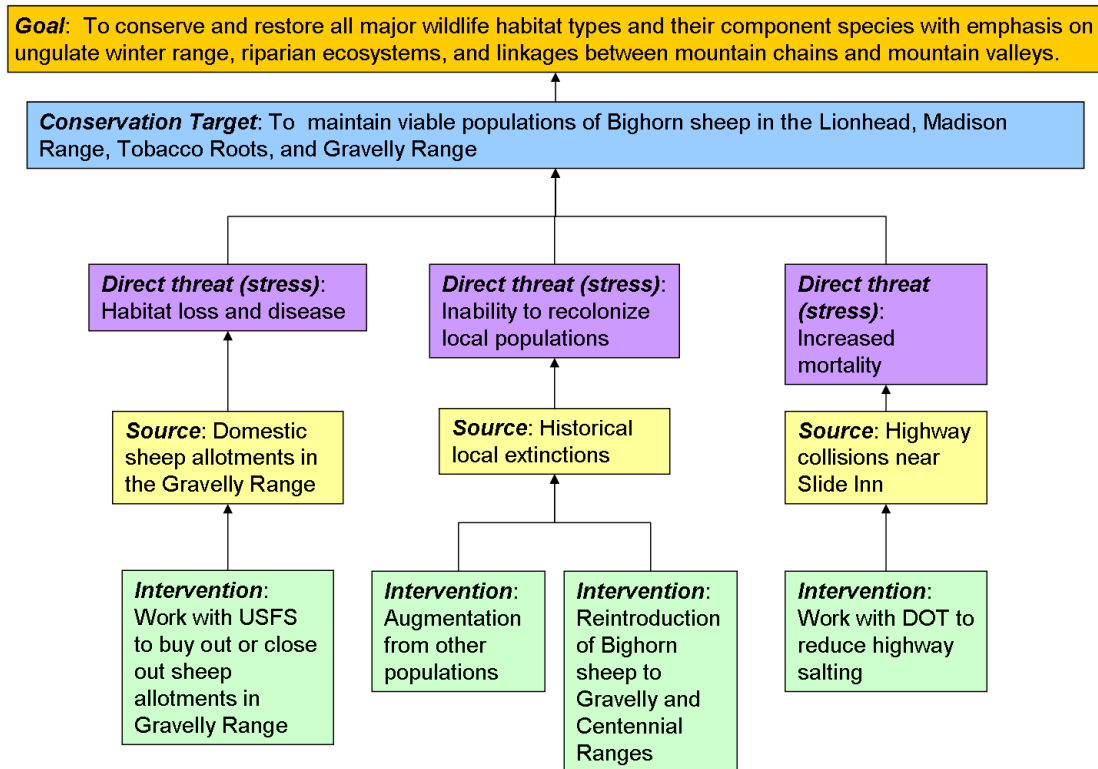 Goal: To conserve and restore all major wildlife habitat types and their component species with emphasis on
ungulate winter range, riparian ecosystems, and linkages between mountain chains and mountain valleys.
Conservation Target: To maintain viable populations of Bighorn sheep in the Lionhead, Madison
Range, Tobacco Roots, and Gravelly Range
Direct threat (stress):
Habitat loss and disease
Direct threat (stress):
Inability to recolonize
local populations
Direct threat
(stress):
Increased
mortality
Source: Domestic
sheep allotments in
the Gravelly Range
Source: Historical
local extinctions
Source: Highway
collisions near
Slide Inn
Intervention:
Work with USFS
to buy out or close
out sheep
allotments in
Gravelly Range
Intervention:
Augmentation
from other
populations
Intervention:
Reintroduction
of Bighorn
sheep to
Gravelly and
Centennial
Ranges
Intervention:
Work with DOT to
reduce highway
salting